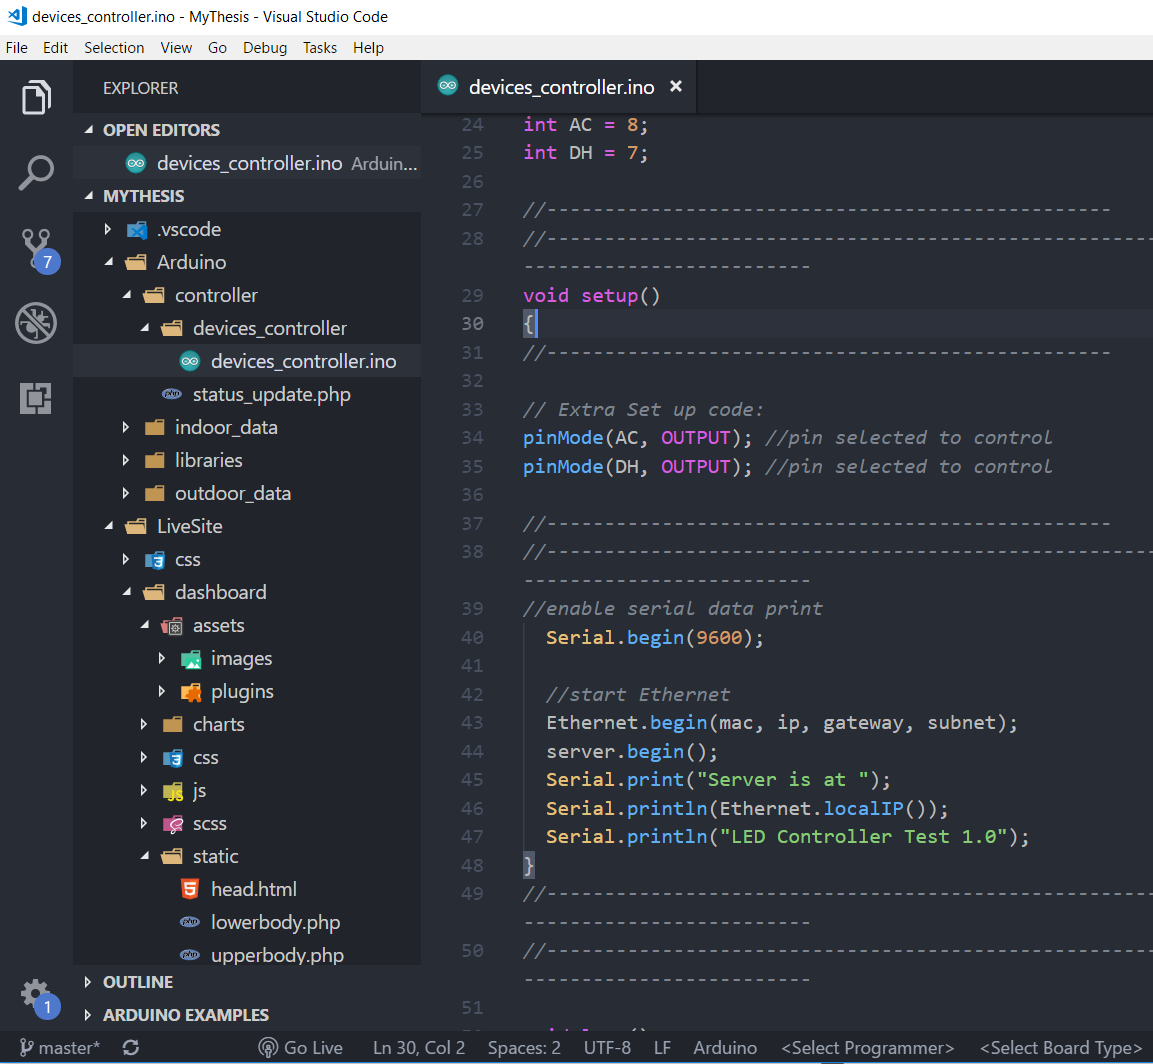 devices_controller.ino - MyThesis - Visual Studio Code
File Edit Selection View Go Debug Tasks Help
EXPLORER
OPEN EDITORS
devices_controller.ino Arduin...
MYTHESIS
.vscode
Arduino
controller
devices_controller
devices_controller.ino
php status_update.php
indoor_data
libraries
outdoor_data
LiveSite
css
dashboard
assets
images
plugins
charts
css
JS js
scss
static
head.html
php lowerbody.php
php upperbody.php
OUTLINE
ARDUINO EXAMPLES
7
1
devices_controller.ino ×
24 int AC = 8;
25 int DH = 7;
26
27 //-------------------------------------------------
28 //-----------------------------------------------------
-------------------------
29 void setup()
30 {
31 //-------------------------------------------------
32
33 // Extra Set up code:
34 pinMode(AC, OUTPUT); //pin selected to control
35 pinMode(DH, OUTPUT); //pin selected to control
36
37 //-------------------------------------------------
38 //-----------------------------------------------------
-------------------------
39 //enable serial data print
40 Serial.begin(9600);
41
42 //start Ethernet
43 Ethernet.begin(mac, ip, gateway, subnet);
44 server.begin();
45 Serial.print("Server is at ");
46 Serial.println(Ethernet.localIP());
47 Serial.println("LED Controller Test 1.0");
48 }
49 //-----------------------------------------------------
-------------------------
50 //-----------------------------------------------------
-------------------------
51
master* Go Live Ln 30, Col 2 Spaces: 2 UTF-8 LF Arduino <Select Programmer> <Select Board Type>